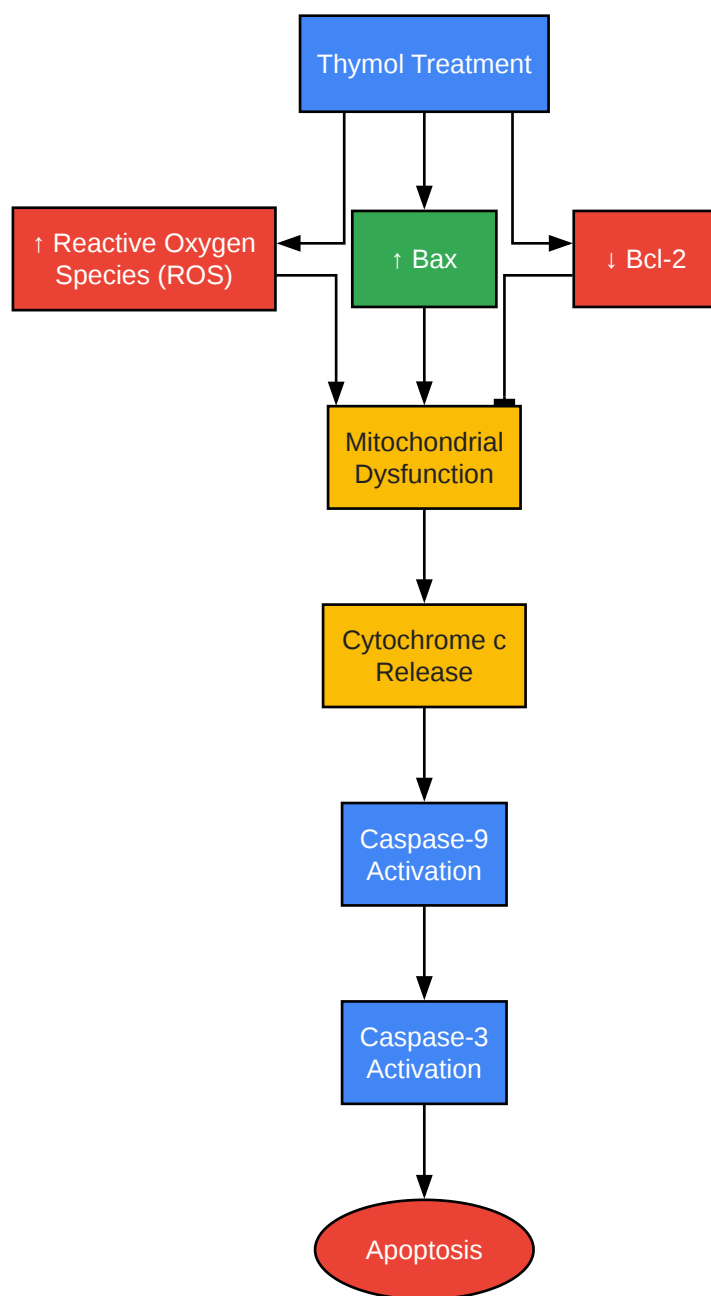 Thymol Treatment
↑ Reactive Oxygen
Species (ROS)
↑ Bax
↓ Bcl-2
Mitochondrial
Dysfunction
Cytochrome c
Release
Caspase-9
Activation
Caspase-3
Activation
Apoptosis